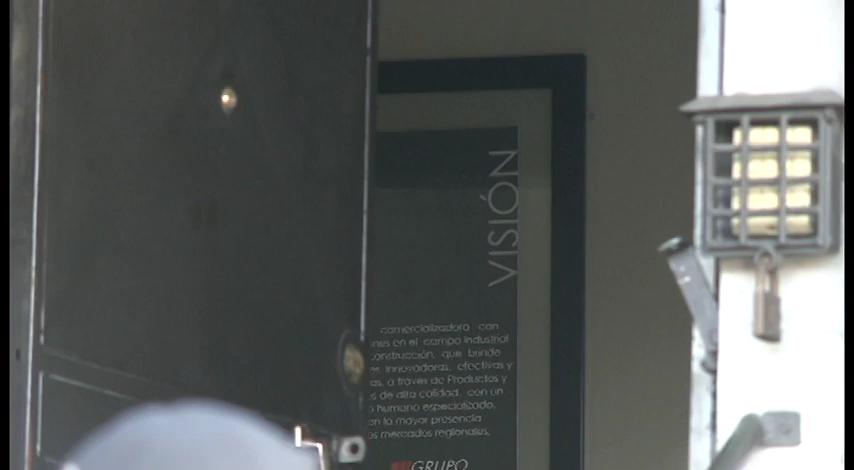 VISIÓN
comercializadora con
en el campo industrial
construcción, que brinde
innovadoras, efectivas y
a través de Productos y
s de alta calidad, con un
humano especializado,
la mayor presencia
mercados regionales.
GRUPO